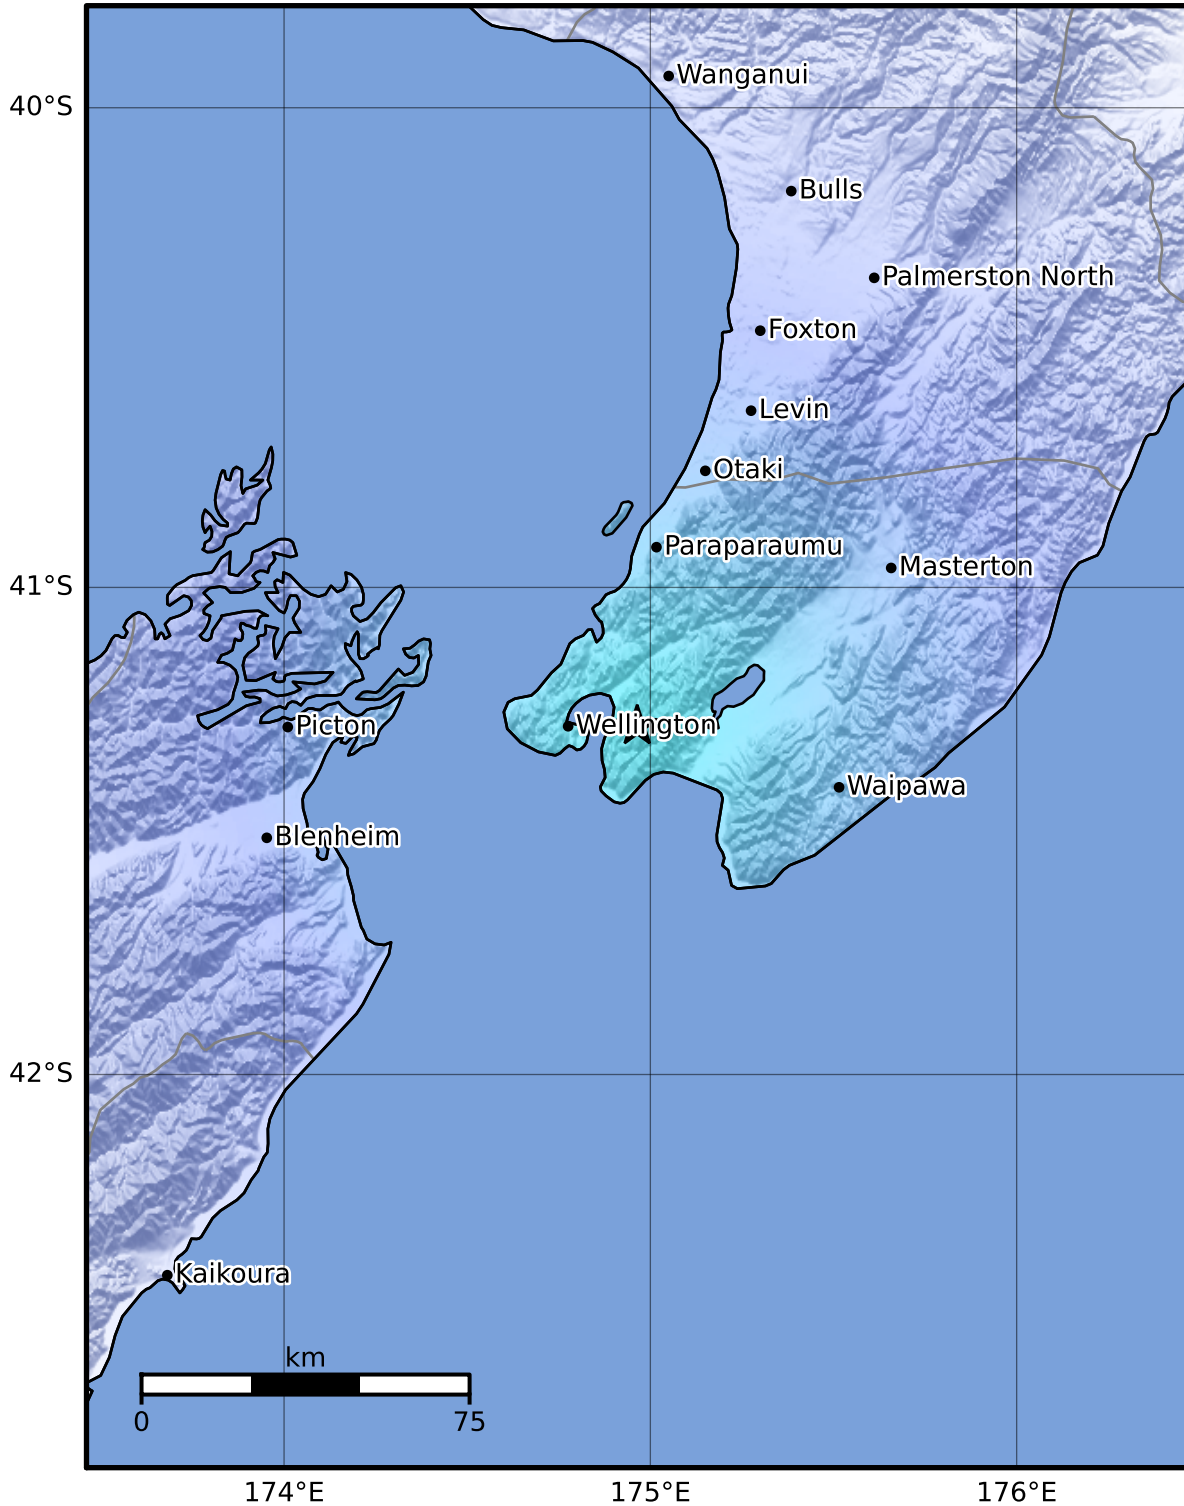 Wanganui
40°S
Bulls
Palmerston North
Foxton
Levin
Otaki
Paraparaumu
Masterton
41°S
Picton
Wellington
Waipawa
Blenheim
42°S
Kaikoura
km
0 75
174°E 175°E 176°E